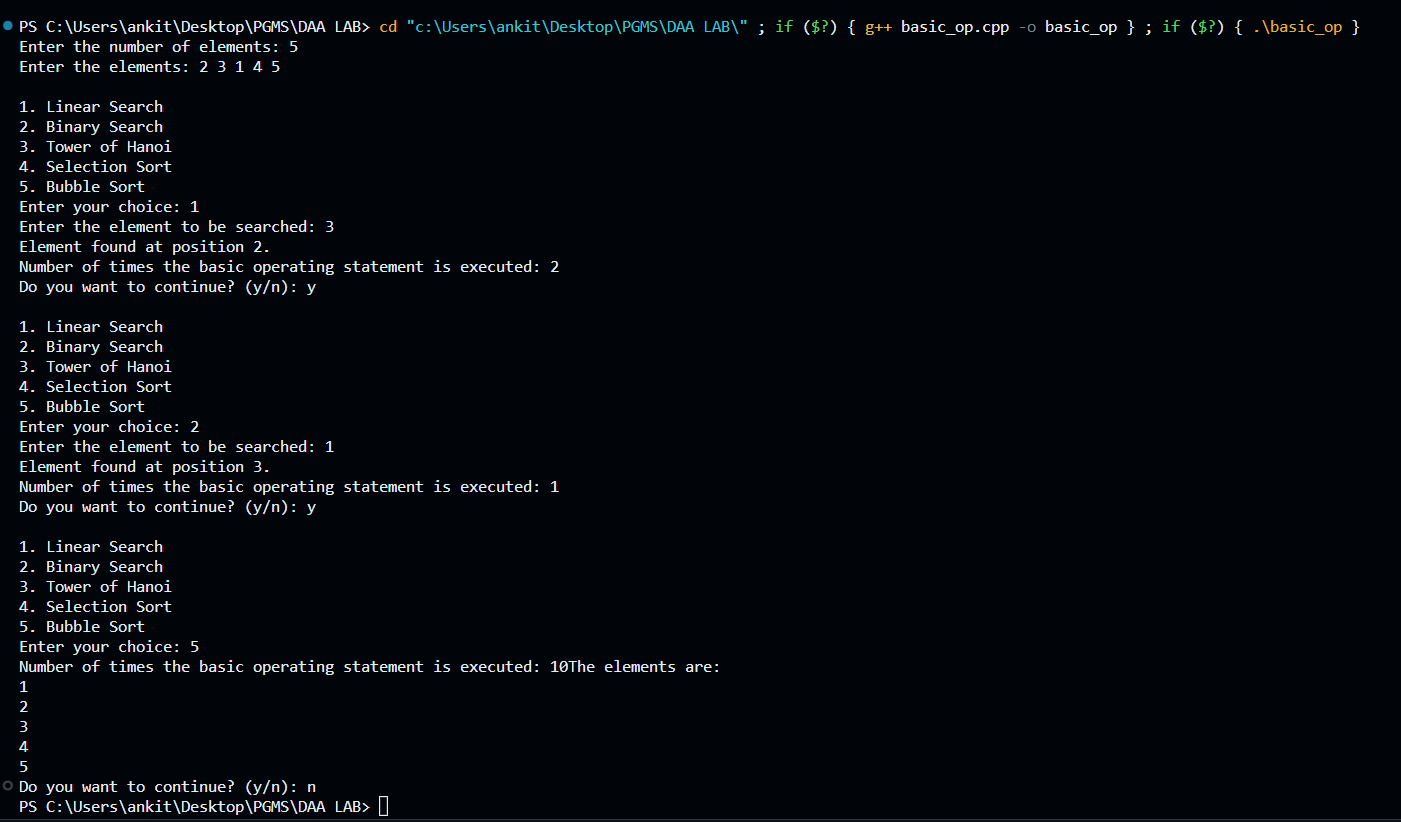 PS C:\Users\ankit\Desktop\PGMS\DAA LAB> cd "c:\Users\ankit\Desktop\PGMS\DAA LAB\" ; if ($?) { g++ basic_op.cpp -o basic_op } ; if ($?) { .\basic_op }
Enter the number of elements: 5
Enter the elements: 2 3 1 4 5
1. Linear Search
2. Binary Search
3. Tower of Hanoi
4. Selection Sort
5. Bubble Sort
Enter your choice: 1
Enter the element to be searched: 3
Element found at position 2.
Number of times the basic operating statement is executed: 2
Do you want to continue? (y/n): y
1. Linear Search
2. Binary Search
3. Tower of Hanoi
4. Selection Sort
5. Bubble Sort
Enter your choice: 2
Enter the element to be searched: 1
Element found at position 3.
Number of times the basic operating statement is executed: 1
Do you want to continue? (y/n): y
1. Linear Search
2. Binary Search
3. Tower of Hanoi
4. Selection Sort
5. Bubble Sort
Enter your choice: 5
Number of times the basic operating statement is executed: 10The elements are:
1
2
3
4
5
Do you want to continue? (y/n): n
PS C:\Users\ankit\Desktop\PGMS\DAA LAB>